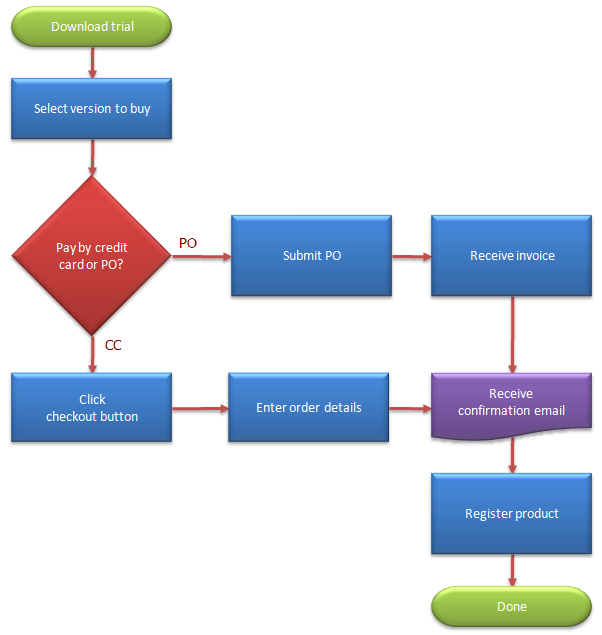 Download trial
Select version to buy
Pay by credit
card or PO?
PO
Submit PO
Receive invoice
CC
Click
checkout button
Enter order details
Receive
confirmation email
Register product
Done